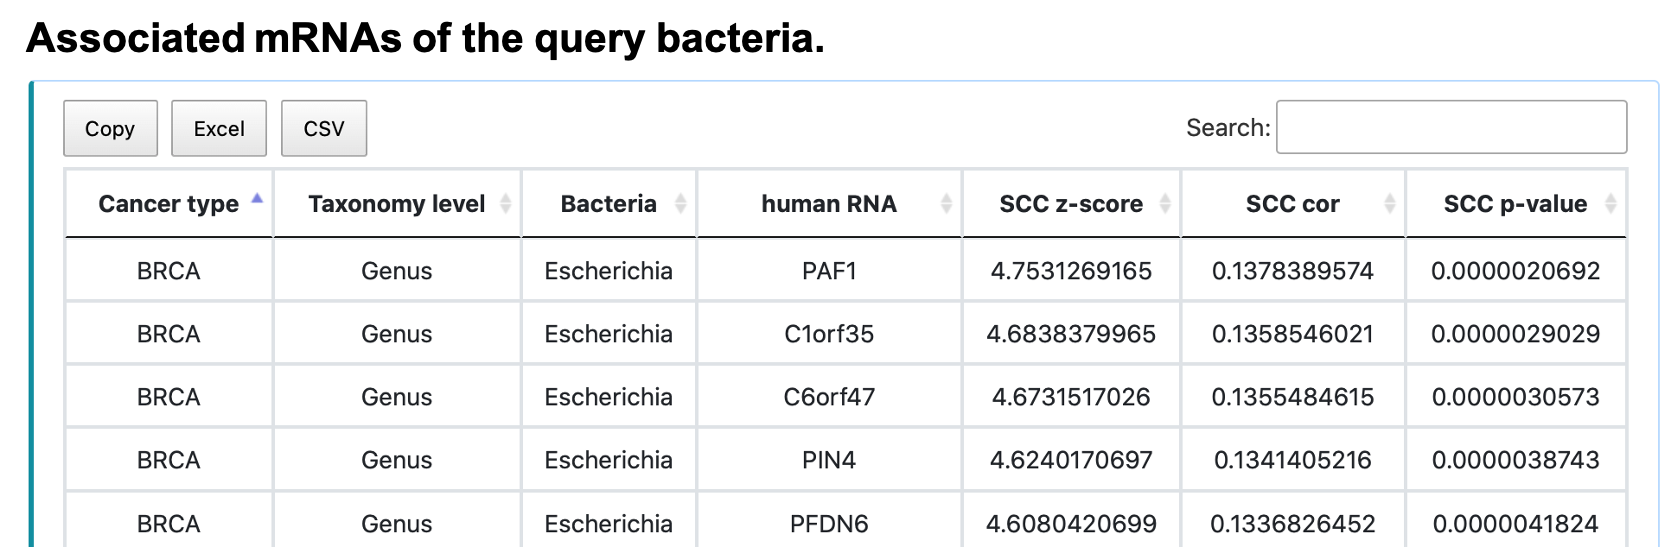 Associated mRNAs of the query bacteria.
Copy Excel CSV Search:
Cancer type Taxonomy level Bacteria human RNA SCC z-score SCC cor SCC p-value
BRCA Genus Escherichia PAF1 4.7531269165 0.1378389574 0.0000020692
BRCA Genus Escherichia C1orf35 4.6838379965 0.1358546021 0.0000029029
BRCA Genus Escherichia C6orf47 4.6731517026 0.1355484615 0.0000030573
BRCA Genus Escherichia PIN4 4.6240170697 0.1341405216 0.0000038743
BRCA Genus Escherichia PFDN6 4.6080420699 0.1336826452 0.0000041824